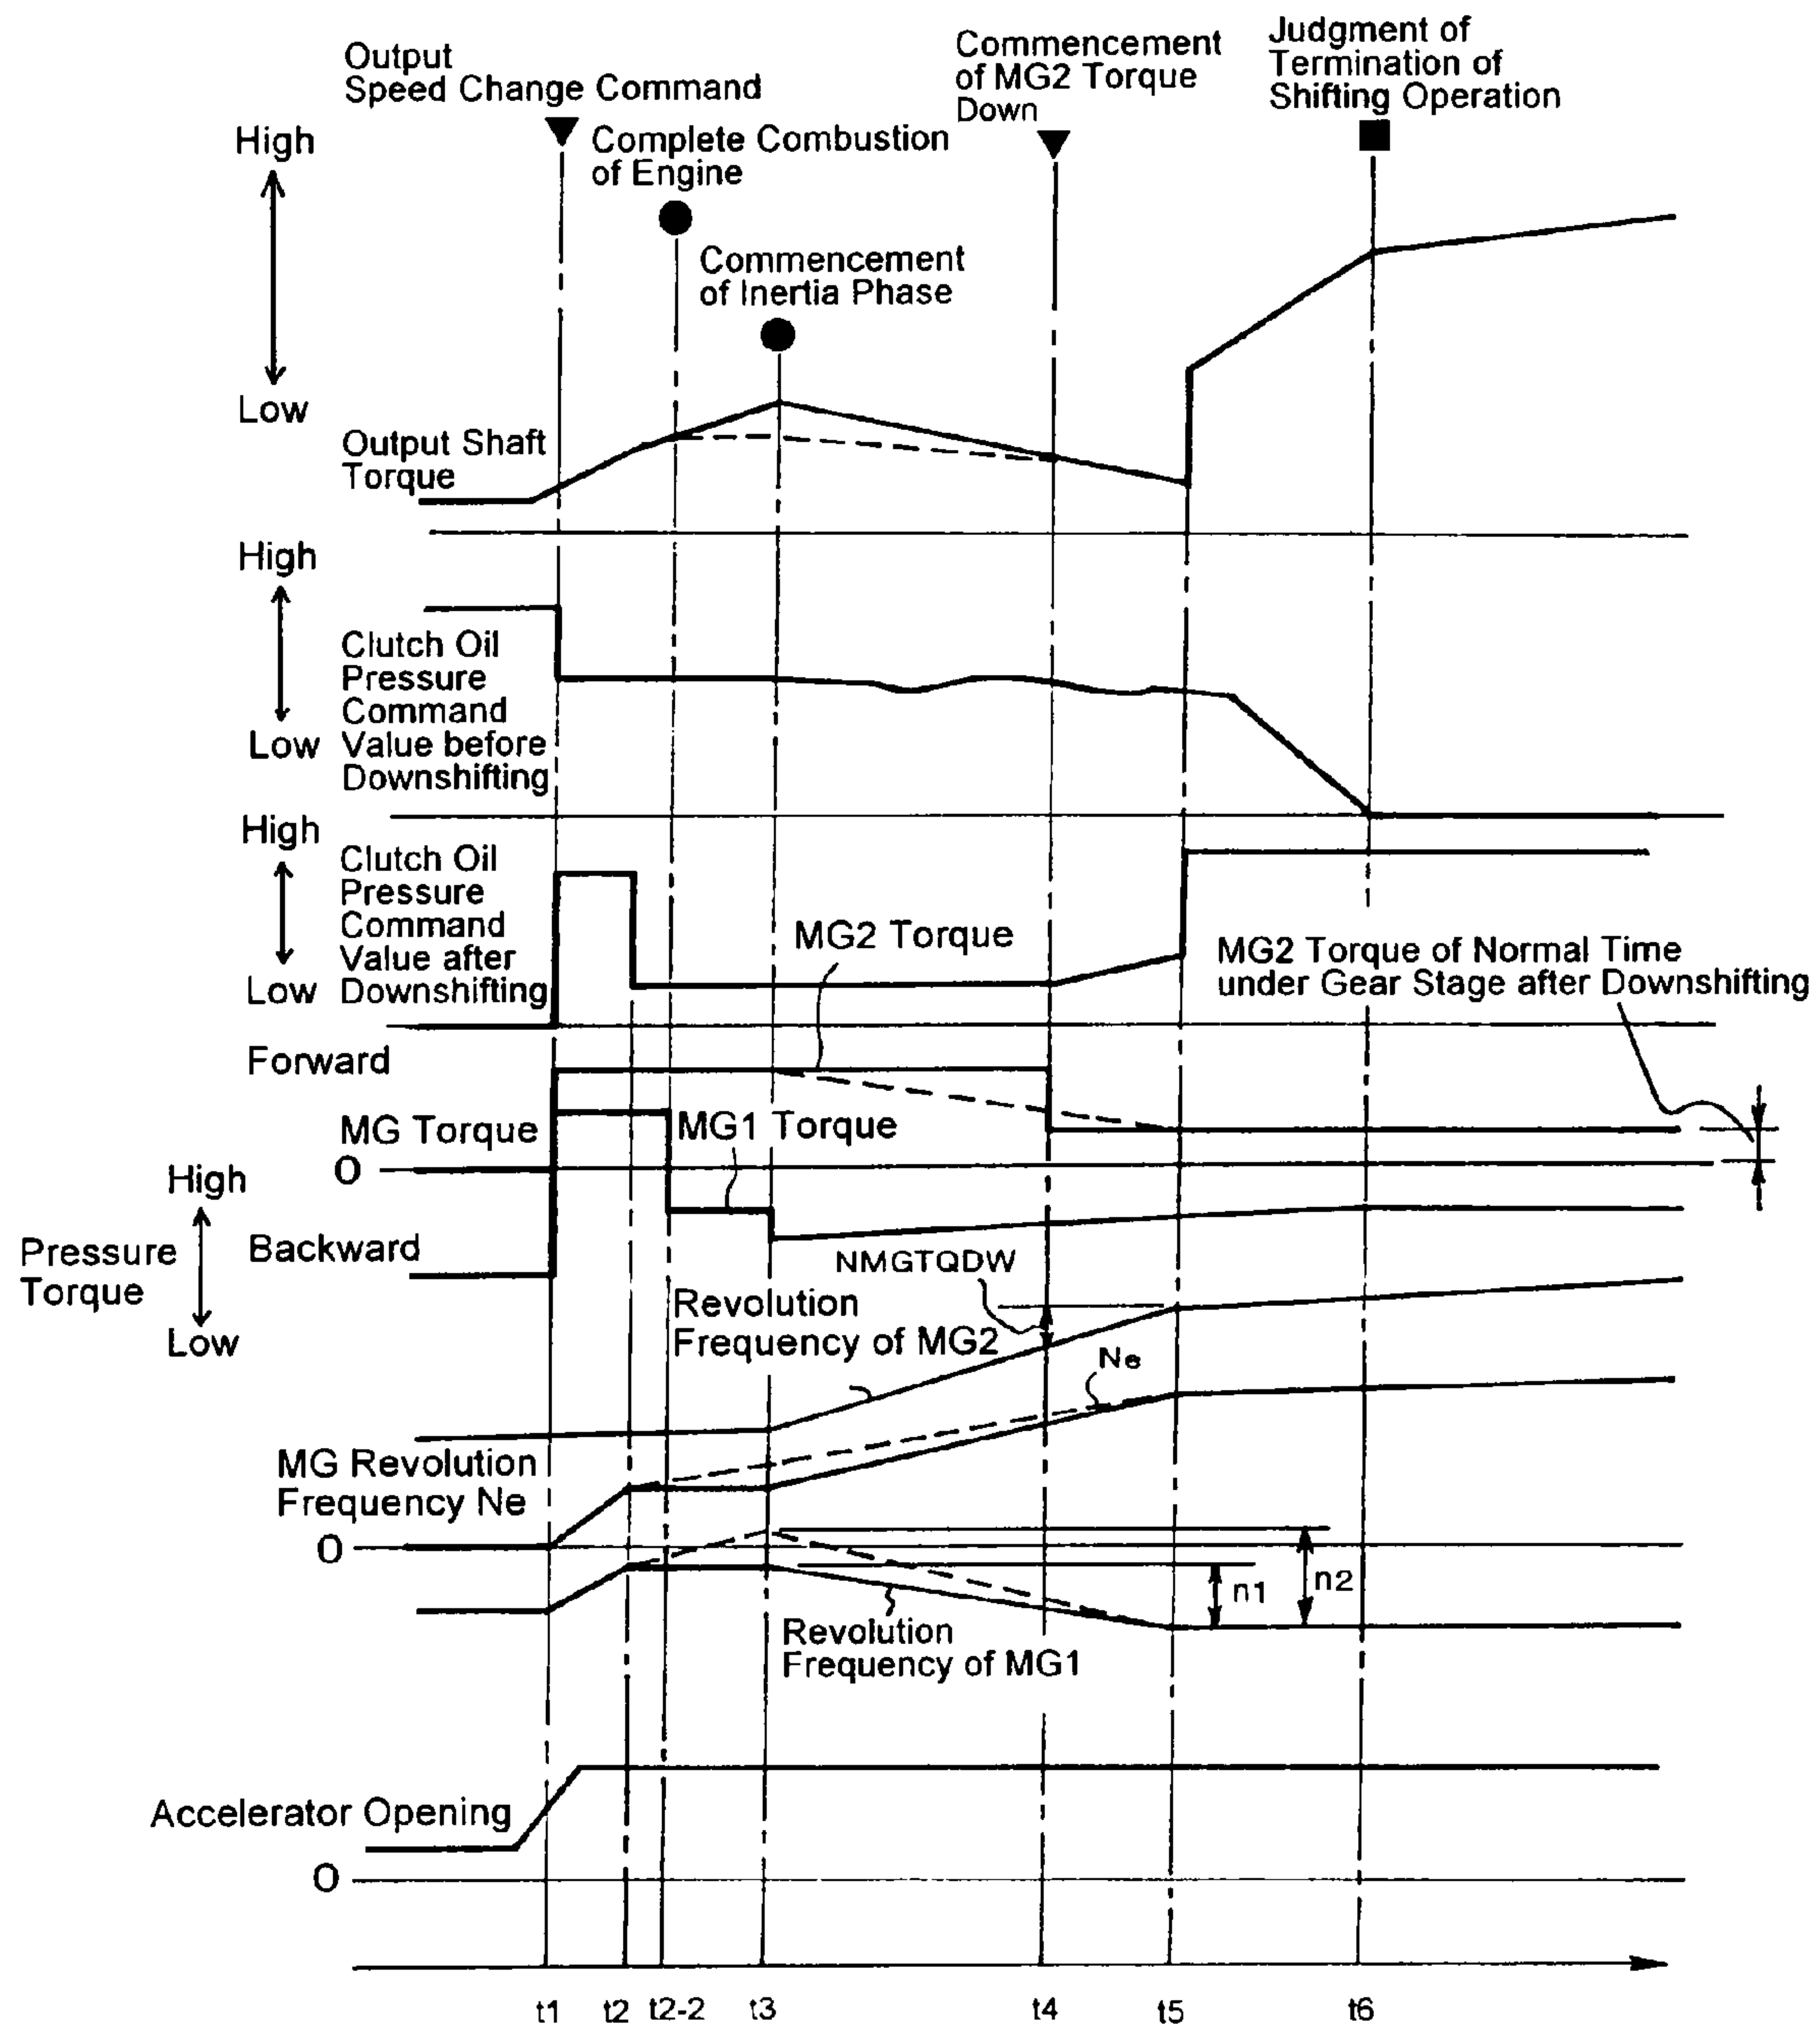 Output
Speed Change Command
Commencement
of MG2 Torque
Down
Judgment of
Termination of
Shifting Operation
High
Complete Combustion
of Engine
Commencement
of Inertia Phase
Low
Output Shaft
Torque
High
Clutch Oil
Pressure
Command
Low Value before
Downshifting
High
Clutch Oil
Pressure
Command
Value after
Low Downshifting
MG2 Torque
MG2 Torque of Normal Time
under Gear Stage after Downshifting
Forward
MG Torque
MG1 Torque
0
High
Pressure
Torque
Backward
Low
NMGTQDW
Revolution
Frequency of MG2
Ne
MG Revolution
Frequency Ne
0
n1
n2
Revolution
Frequency of MG1
Accelerator Opening
0
t1 t2 t2-2 t3 t4 t5 t6